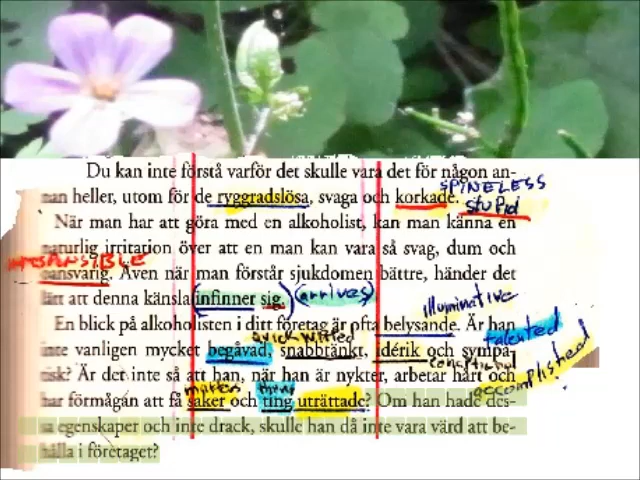 Du kan inte förstå varför det skulle vara det för någon an-
nan heller, utom för de ryggradslösa, svaga och korkade.
SPINELESS
stupid
När man har att göra med en alkoholist, kan man känna en
naturlig irritation över att en man kan vara så svag, dum och
IRRESPONSIBLE
oansvarig. Även när man förstår sjukdomen bättre, händer det
lätt att denna känsla (infinner sig.) (arrives)
illuminative
En blick på alkoholisten i ditt företag är ofta belysande. Är han
quickwitted
talented
inte vanligen mycket begåvad, snabbtänkt, idérik och sympa-
conceptional
accomplished
tisk? Är det inte så att han, när han är nykter, arbetar hårt och
matters things
har förmågan att få saker och ting uträttade? Om han hade des-
sa egenskaper och inte drack, skulle han då inte vara värd att be-
hålla i företaget?